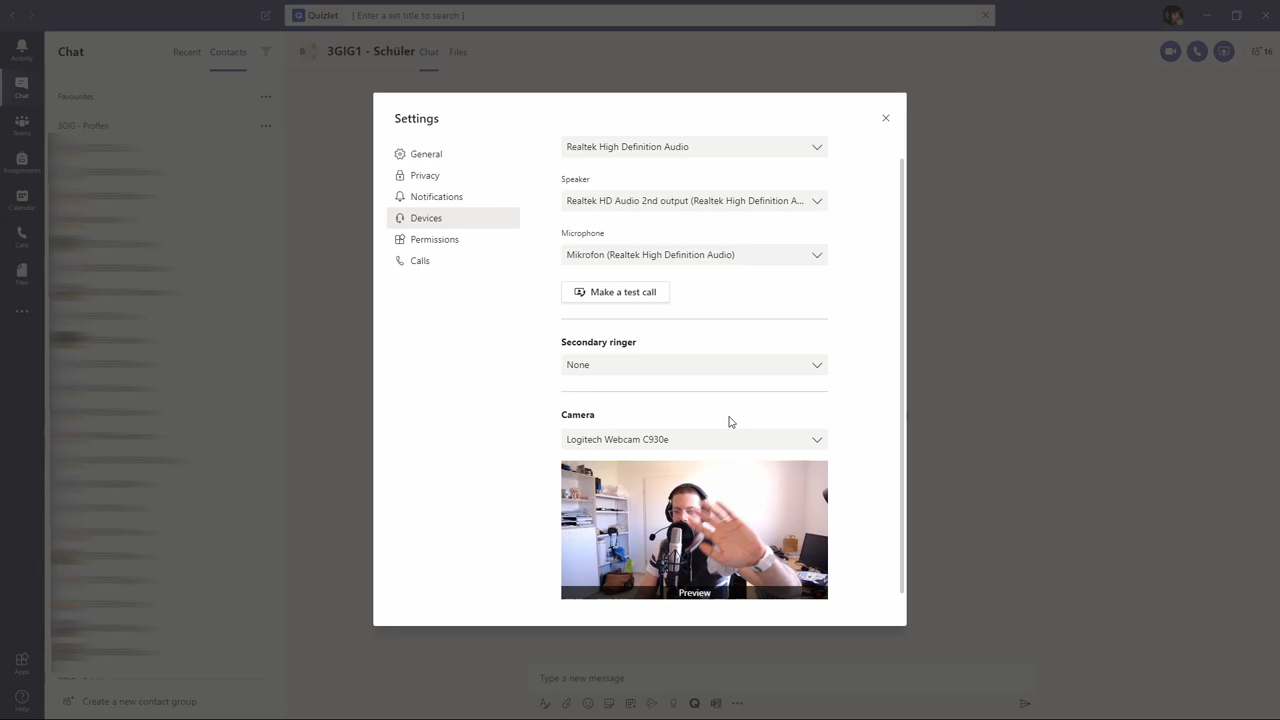 Quizlet [ Enter a set title to search ]
Activity
Chat
Teams
Assignments
Calendar
Calls
Files
Apps
Help
Chat
Recent Contacts
Favourites
3GIG - Proffen
Create a new contact group
B 3GIG1 - Schüler Chat Files
16
Settings
General
Privacy
Notifications
Devices
Permissions
Calls
Realtek High Definition Audio
Speaker
Realtek HD Audio 2nd output (Realtek High Definition A...
Microphone
Mikrofon (Realtek High Definition Audio)
Make a test call
Secondary ringer
None
Camera
Logitech Webcam C930e
Preview
Type a new message